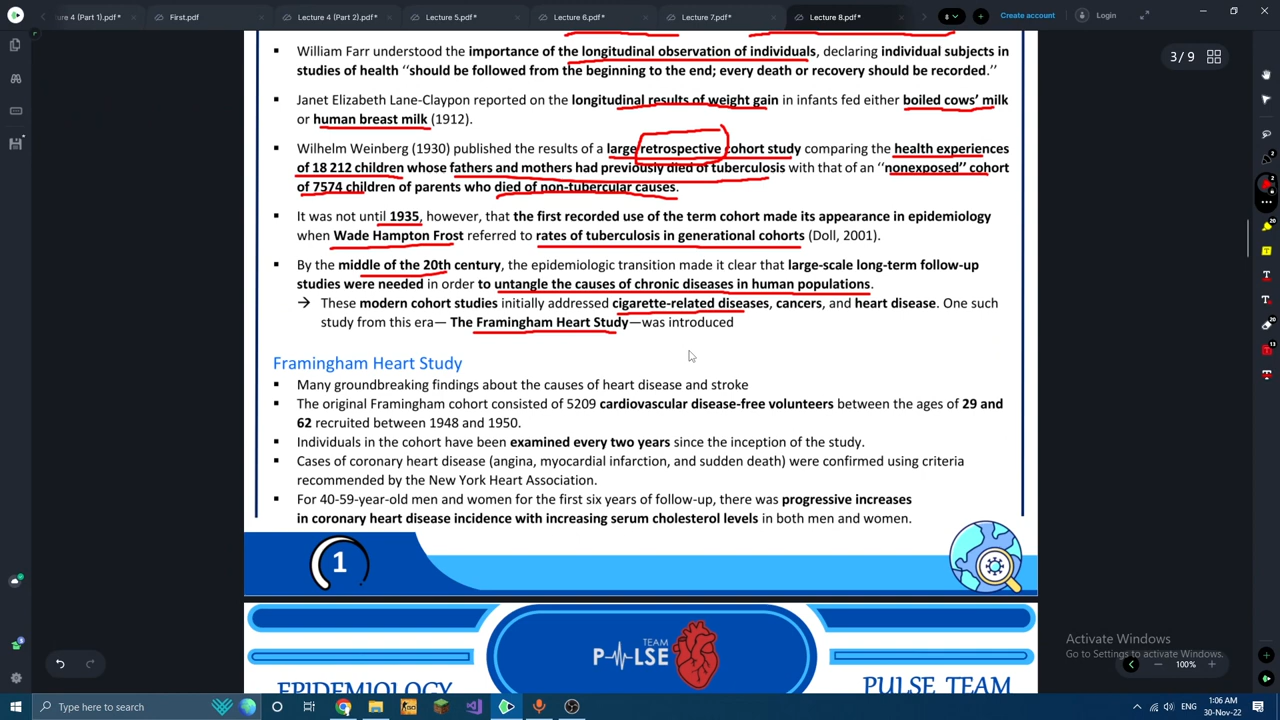 4 (Part 1).pdf*
First.pdf
Lecture 4 (Part 2).pdf*
Lecture 5.pdf*
Lecture 6.pdf*
Lecture 7.pdf*
Lecture 8.pdf*
8
Create account
Login
3/9
▪ William Farr understood the importance of the longitudinal observation of individuals, declaring individual subjects in
studies of health “should be followed from the beginning to the end; every death or recovery should be recorded.”
▪ Janet Elizabeth Lane-Claypon reported on the longitudinal results of weight gain in infants fed either boiled cows’ milk
or human breast milk (1912).
▪ Wilhelm Weinberg (1930) published the results of a large retrospective cohort study comparing the health experiences
of 18 212 children whose fathers and mothers had previously died of tuberculosis with that of an “nonexposed” cohort
of 7574 children of parents who died of non-tubercular causes.
▪ It was not until 1935, however, that the first recorded use of the term cohort made its appearance in epidemiology
when Wade Hampton Frost referred to rates of tuberculosis in generational cohorts (Doll, 2001).
▪ By the middle of the 20th century, the epidemiologic transition made it clear that large-scale long-term follow-up
studies were needed in order to untangle the causes of chronic diseases in human populations.
→ These modern cohort studies initially addressed cigarette-related diseases, cancers, and heart disease. One such
study from this era— The Framingham Heart Study—was introduced
Framingham Heart Study
▪ Many groundbreaking findings about the causes of heart disease and stroke
▪ The original Framingham cohort consisted of 5209 cardiovascular disease-free volunteers between the ages of 29 and
62 recruited between 1948 and 1950.
▪ Individuals in the cohort have been examined every two years since the inception of the study.
▪ Cases of coronary heart disease (angina, myocardial infarction, and sudden death) were confirmed using criteria
recommended by the New York Heart Association.
▪ For 40-59-year-old men and women for the first six years of follow-up, there was progressive increases
in coronary heart disease incidence with increasing serum cholesterol levels in both men and women.
1
TEAM
PULSE
EPIDEMIOLOGY
PULSE TEAM
Activate Windows
Go to Settings to activate Windows.
100%
Type here to search
ENG
1:06 AM
30-Nov-22